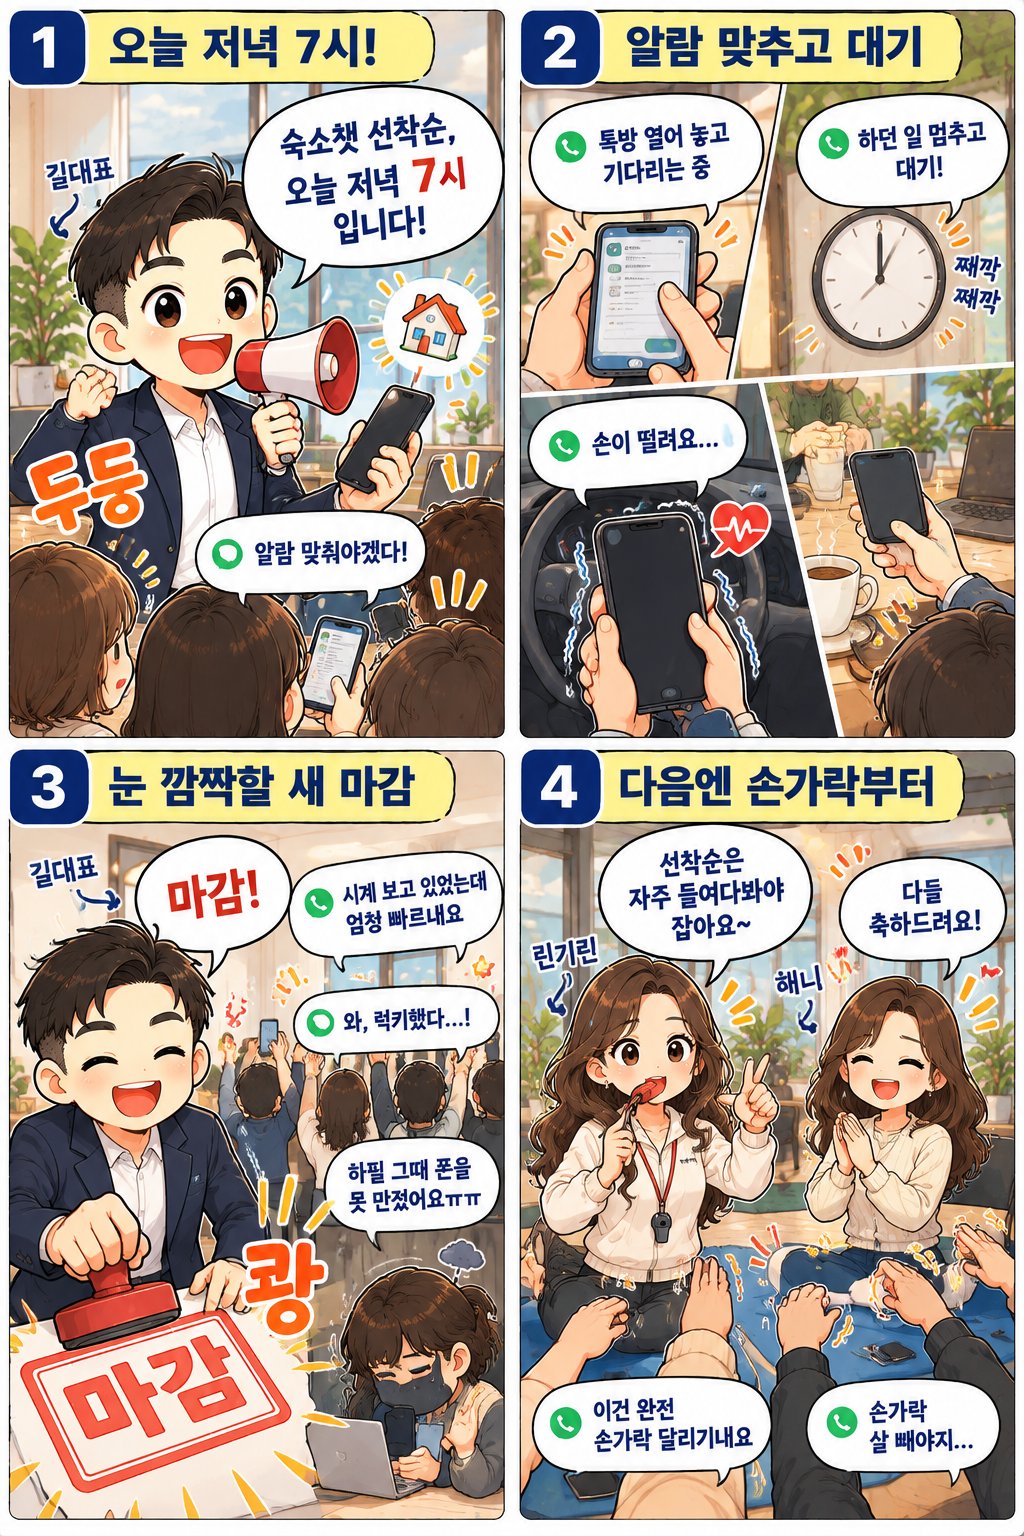 1 오늘 저녁 7시!
숙소챗 선착순,
오늘 저녁 7시
입니다!
길대표
두둥
알람 맞춰야겠다!
2 알람 맞추고 대기
톡방 열어 놓고
기다리는 중
하던 일 멈추고
대기!
째깍
째깍
손이 떨려요...
3 눈 깜짝할 새 마감
길대표
마감!
시계 보고 있었는데
엄청 빠르내요
와, 럭키했다...!
하필 그때 폰을
못 만졌어요ㅠㅠ
쾅
마감
4 다음엔 손가락부터
선착순은
자주 들여다봐야
잡아요~
다들
축하드려요!
린기린
해니
이건 완전
손가락 달리기내요
손가락
살 빼야지...